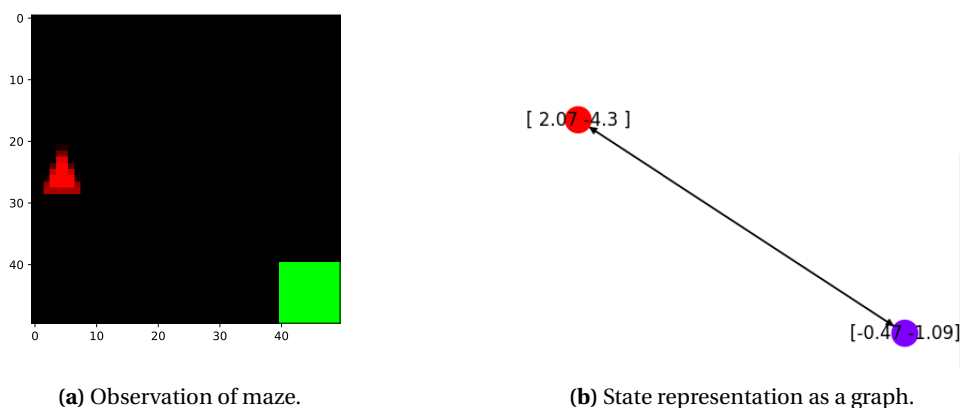 0
10
20
30
40
0 10 20 30 40
[ 2.07 -4.3 ]
[-0.47 -1.09]
(a) Observation of maze.
(b) State representation as a graph.